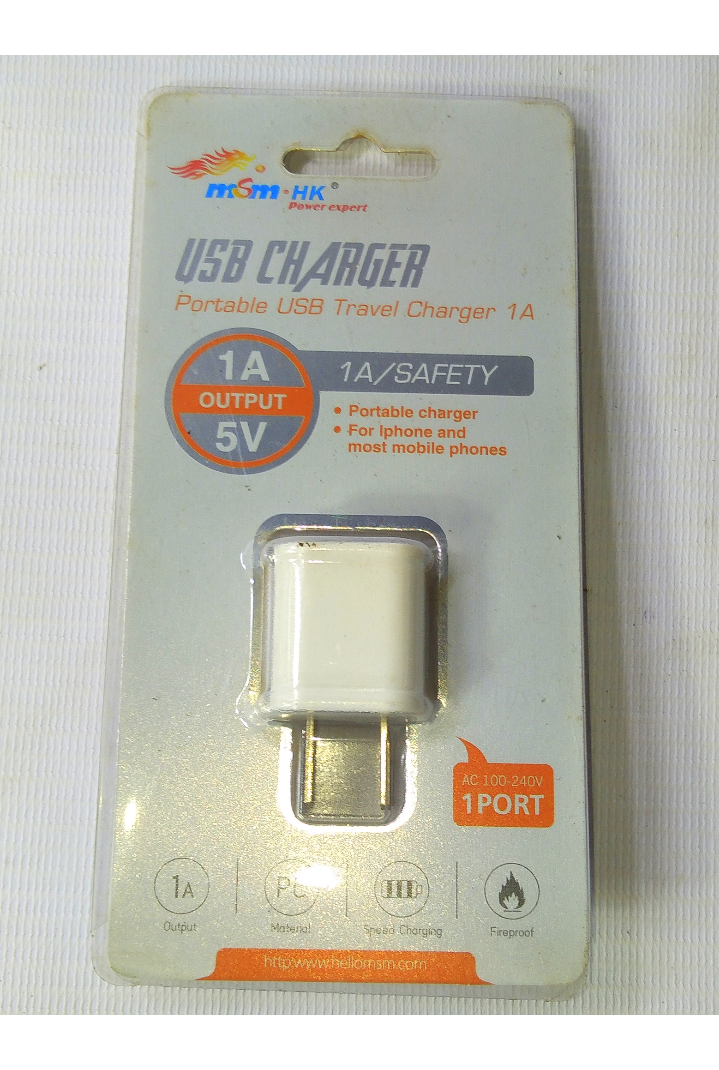 msm·HK®
Power expert
USB CHARGER
Portable USB Travel Charger 1A
1A
OUTPUT
5V
1A/SAFETY
• Portable charger
• For Iphone and
most mobile phones
AC 100-240V
1PORT
1A
Output
PC
Material
Speed Charging
Fireproof
http:www.hellomsm.com